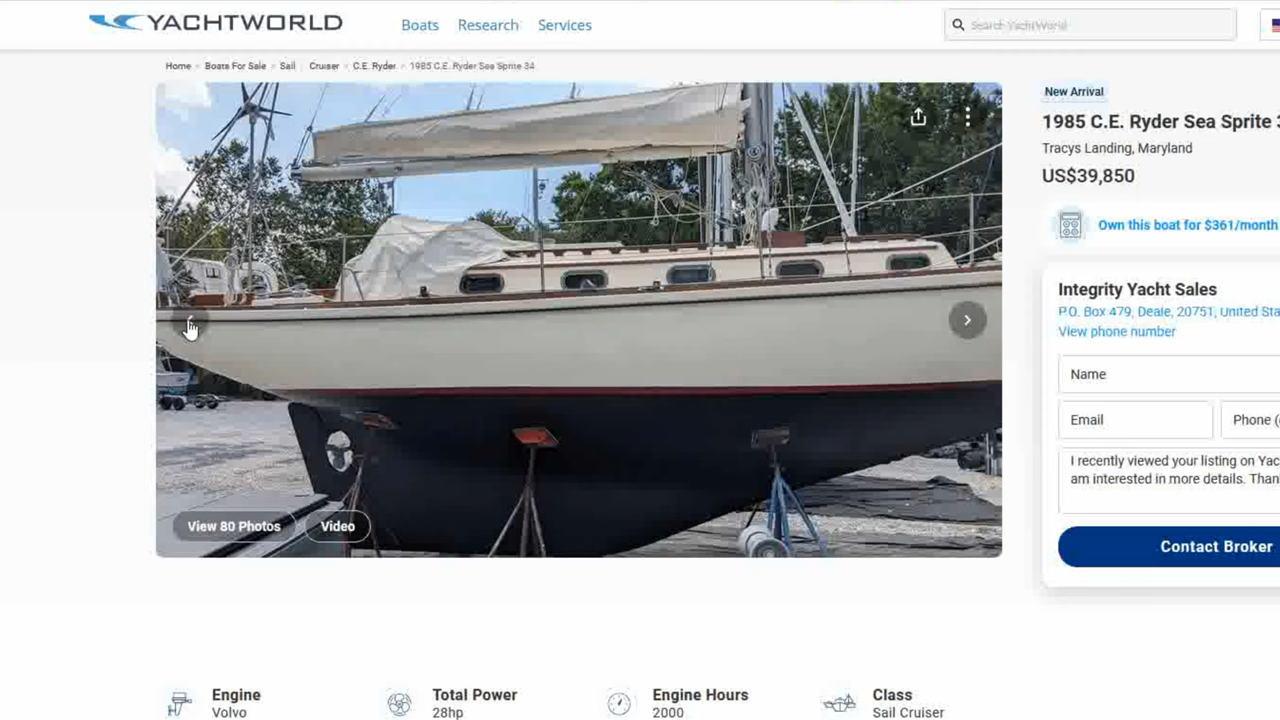 YACHTWORLD
Boats Research Services
Search YachtWorld
Home Boats For Sale Sail Cruiser C.E. Ryder 1985 C.E. Ryder Sea Sprite 34
New Arrival
1985 C.E. Ryder Sea Sprite
Tracys Landing, Maryland
US$39,850
Own this boat for $361/month
Integrity Yacht Sales
P.O. Box 479, Deale, 20751, United Sta
View phone number
Name
Email Phone (
I recently viewed your listing on Yac
am interested in more details. Than
View 80 Photos Video
Contact Broker
Engine Total Power Engine Hours Class
Volvo 28hp 2000 Sail Cruiser